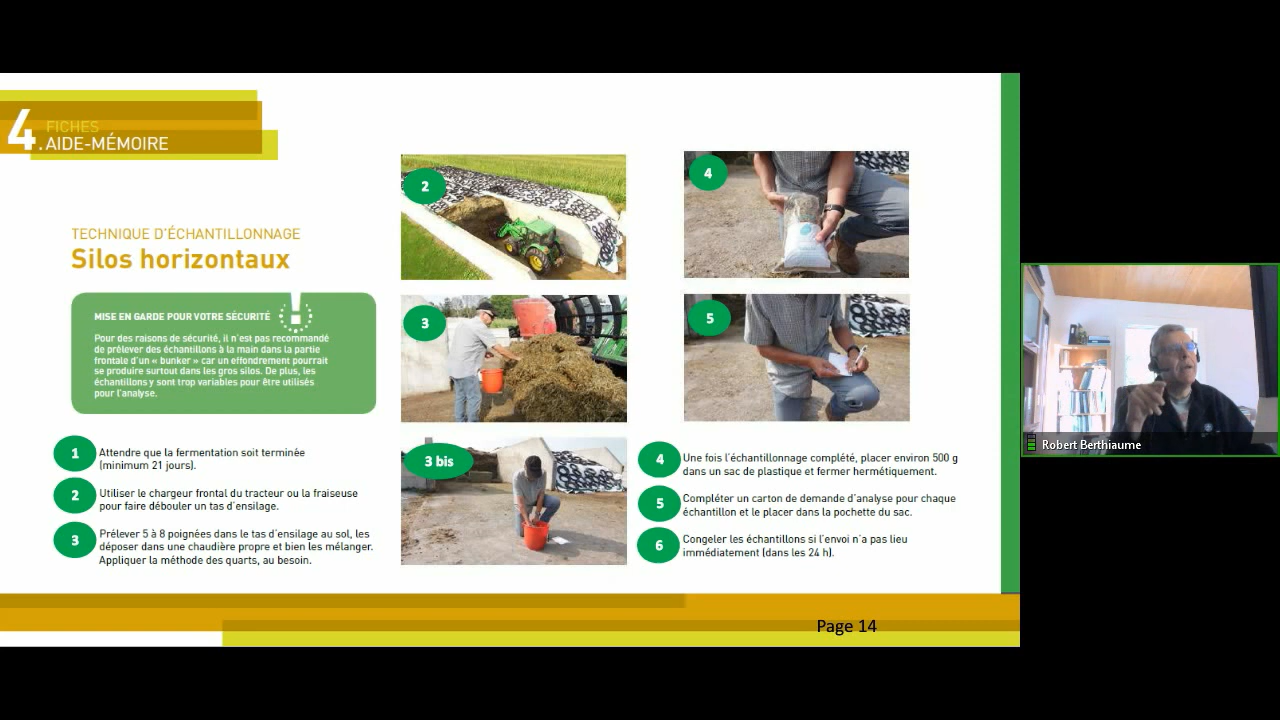 4.
FICHES
AIDE-MÉMOIRE
TECHNIQUE D'ÉCHANTILLONNAGE
Silos horizontaux
MISE EN GARDE POUR VOTRE SÉCURITÉ
Pour des raisons de sécurité, il n'est pas recommandé
de prélever des échantillons à la main dans la partie
frontale d'un « bunker » car un effondrement pourrait
se produire surtout dans les gros silos. De plus, les
échantillons y sont trop variables pour être utilisés
pour l'analyse.
1
Attendre que la fermentation soit terminée
(minimum 21 jours).
2
Utiliser le chargeur frontal du tracteur ou la fraiseuse
pour faire débouler un tas d'ensilage.
3
Prélever 5 à 8 poignées dans le tas d'ensilage au sol, les
déposer dans une chaudière propre et bien les mélanger.
Appliquer la méthode des quarts, au besoin.
2
3
3 bis
4
5
4
Une fois l'échantillonnage complété, placer environ 500 g
dans un sac de plastique et fermer hermétiquement.
5
Compléter un carton de demande d'analyse pour chaque
échantillon et le placer dans la pochette du sac.
6
Congeler les échantillons si l'envoi n'a pas lieu
immédiatement (dans les 24 h).
Page 14
Robert Berthiaume